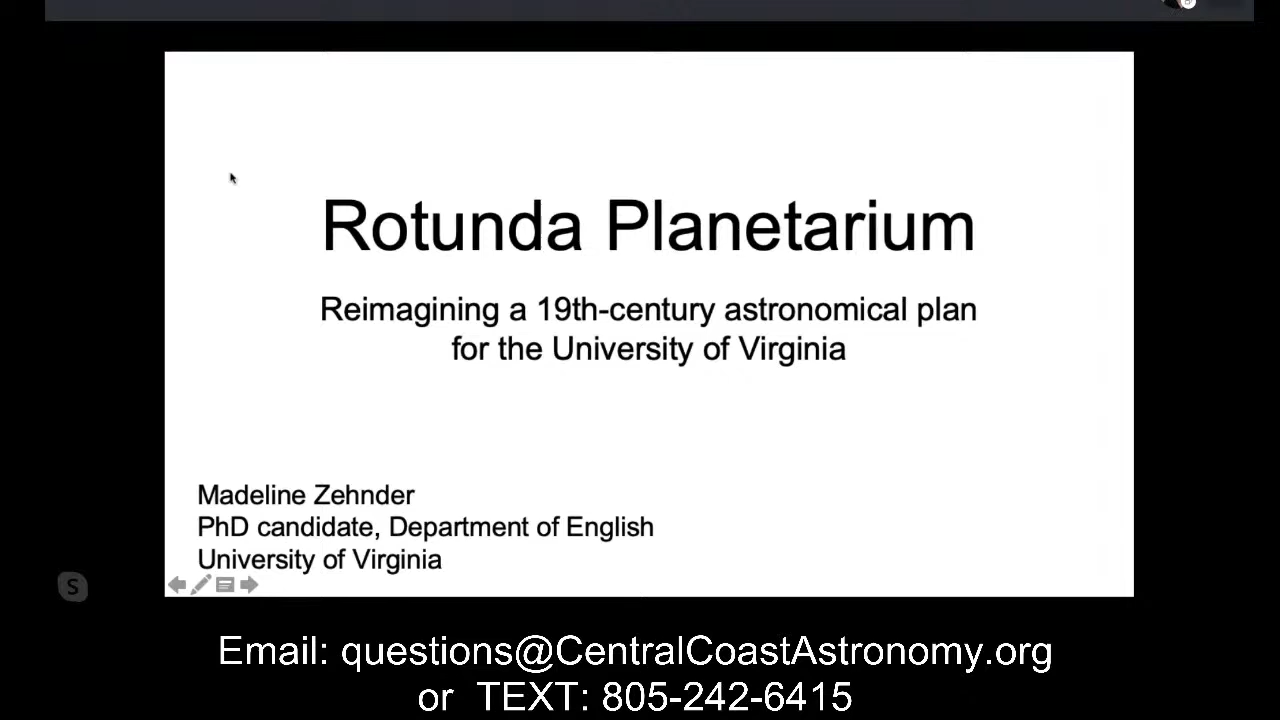 Rotunda Planetarium
Reimagining a 19th-century astronomical plan
for the University of Virginia
Madeline Zehnder
PhD candidate, Department of English
University of Virginia
S
Email: questions@CentralCoastAstronomy.org
or TEXT: 805-242-6415